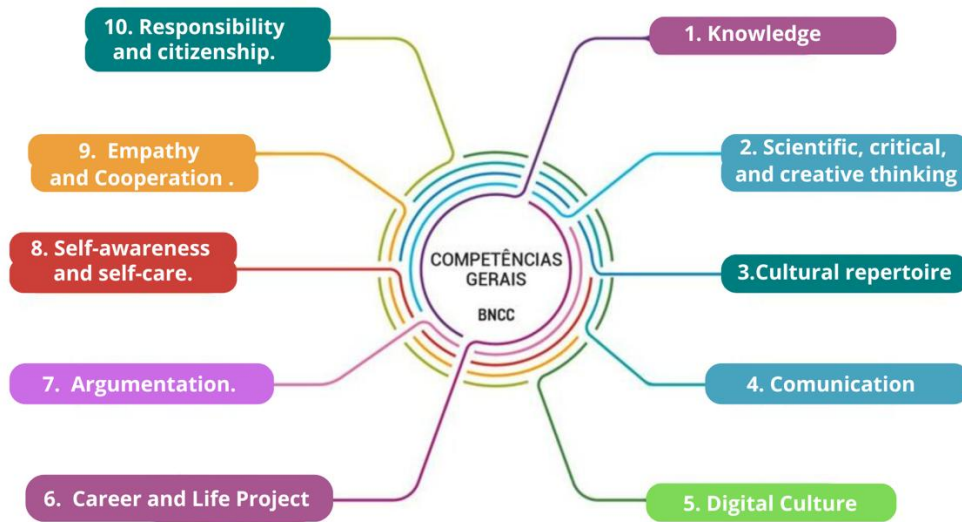 10. Responsibility
and citizenship.
1. Knowledge
9. Empathy
and Cooperation .
2. Scientific, critical,
and creative thinking
8. Self-awareness
and self-care.
COMPETÊNCIAS
GERAIS
BNCC
3.Cultural repertoire
7. Argumentation.
4. Comunication
6. Career and Life Project
5. Digital Culture